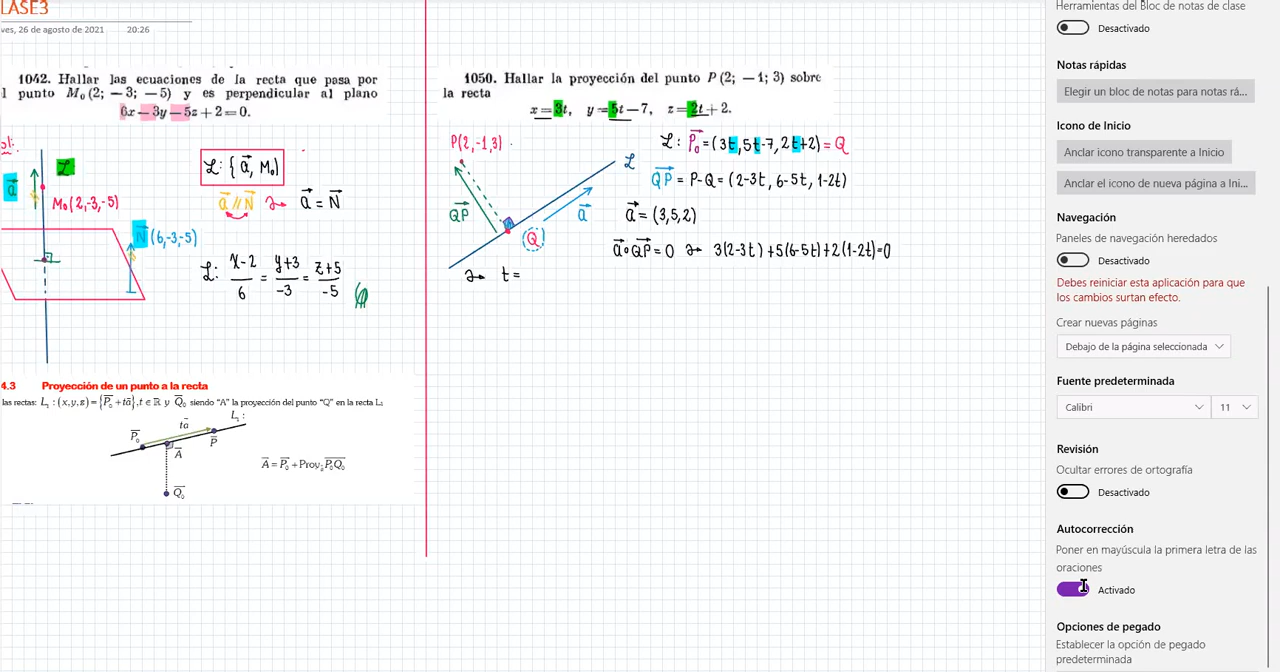 LASE3
ves, 26 de agosto de 2021 20:26
1042. Hallar las ecuaciones de la recta que pasa por
l punto M₀ (2; — 3; — 5) y es perpendicular al plano
6x — 3y — 5z + 2 = 0.
ol:
L
a
M₀(2,-3,-5)
N (6,-3,-5)
L: { a, M₀}
a // N → a = N
L: x-2/6 = y+3/-3 = z+5/-5
4.3 Proyección de un punto a la recta
las rectas: L₁ : (x,y,z) = {P₀ + ta}, t ∈ ℝ y Q₀ siendo “A” la proyección del punto “Q” en la recta L₁
L₁ :
ta
P₀
P
A
A = P₀ + Proy P₀Q₀
Q₀
1050. Hallar la proyección del punto P (2; — 1; 3) sobre
la recta
x = 3t, y = 5t — 7, z = 2t + 2.
P(2,-1,3)
L
QP
a
Q
L: P₀ = (3t, 5t-7, 2t+2) = Q
QP = P-Q = (2-3t, 6-5t, 1-2t)
a = (3,5,2)
a∘QP = 0 → 3(2-3t) + 5(6-5t) + 2(1-2t) = 0
→ t =
Herramientas del Bloc de notas de clase
Desactivado
Notas rápidas
Elegir un bloc de notas para notas rá...
Icono de Inicio
Anclar icono transparente a Inicio
Anclar el icono de nueva página a Ini...
Navegación
Paneles de navegación heredados
Desactivado
Debes reiniciar esta aplicación para que
los cambios surtan efecto.
Crear nuevas páginas
Debajo de la página seleccionada
Fuente predeterminada
Calibri 11
Revisión
Ocultar errores de ortografía
Desactivado
Autocorrección
Poner en mayúscula la primera letra de las
oraciones
Activado
Opciones de pegado
Establecer la opción de pegado
predeterminada